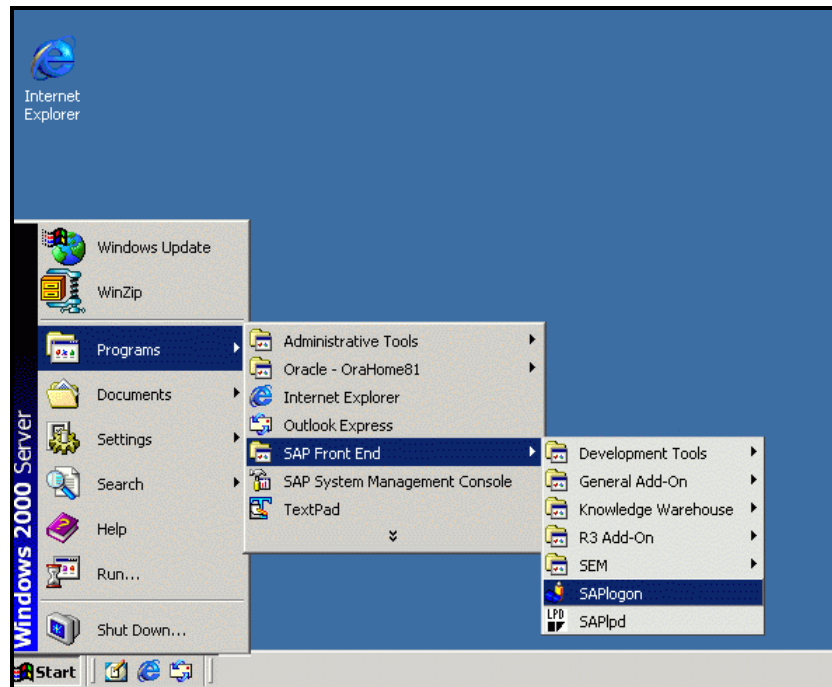 Internet
Explorer
Windows 2000 Server
Windows Update
WinZip
Programs
Documents
Settings
Search
Help
Run...
Shut Down...
Administrative Tools
Oracle - OraHome81
Internet Explorer
Outlook Express
SAP Front End
SAP System Management Console
TextPad
Development Tools
General Add-On
Knowledge Warehouse
R3 Add-On
SEM
SAPlogon
LPD
SAPlpd
Start